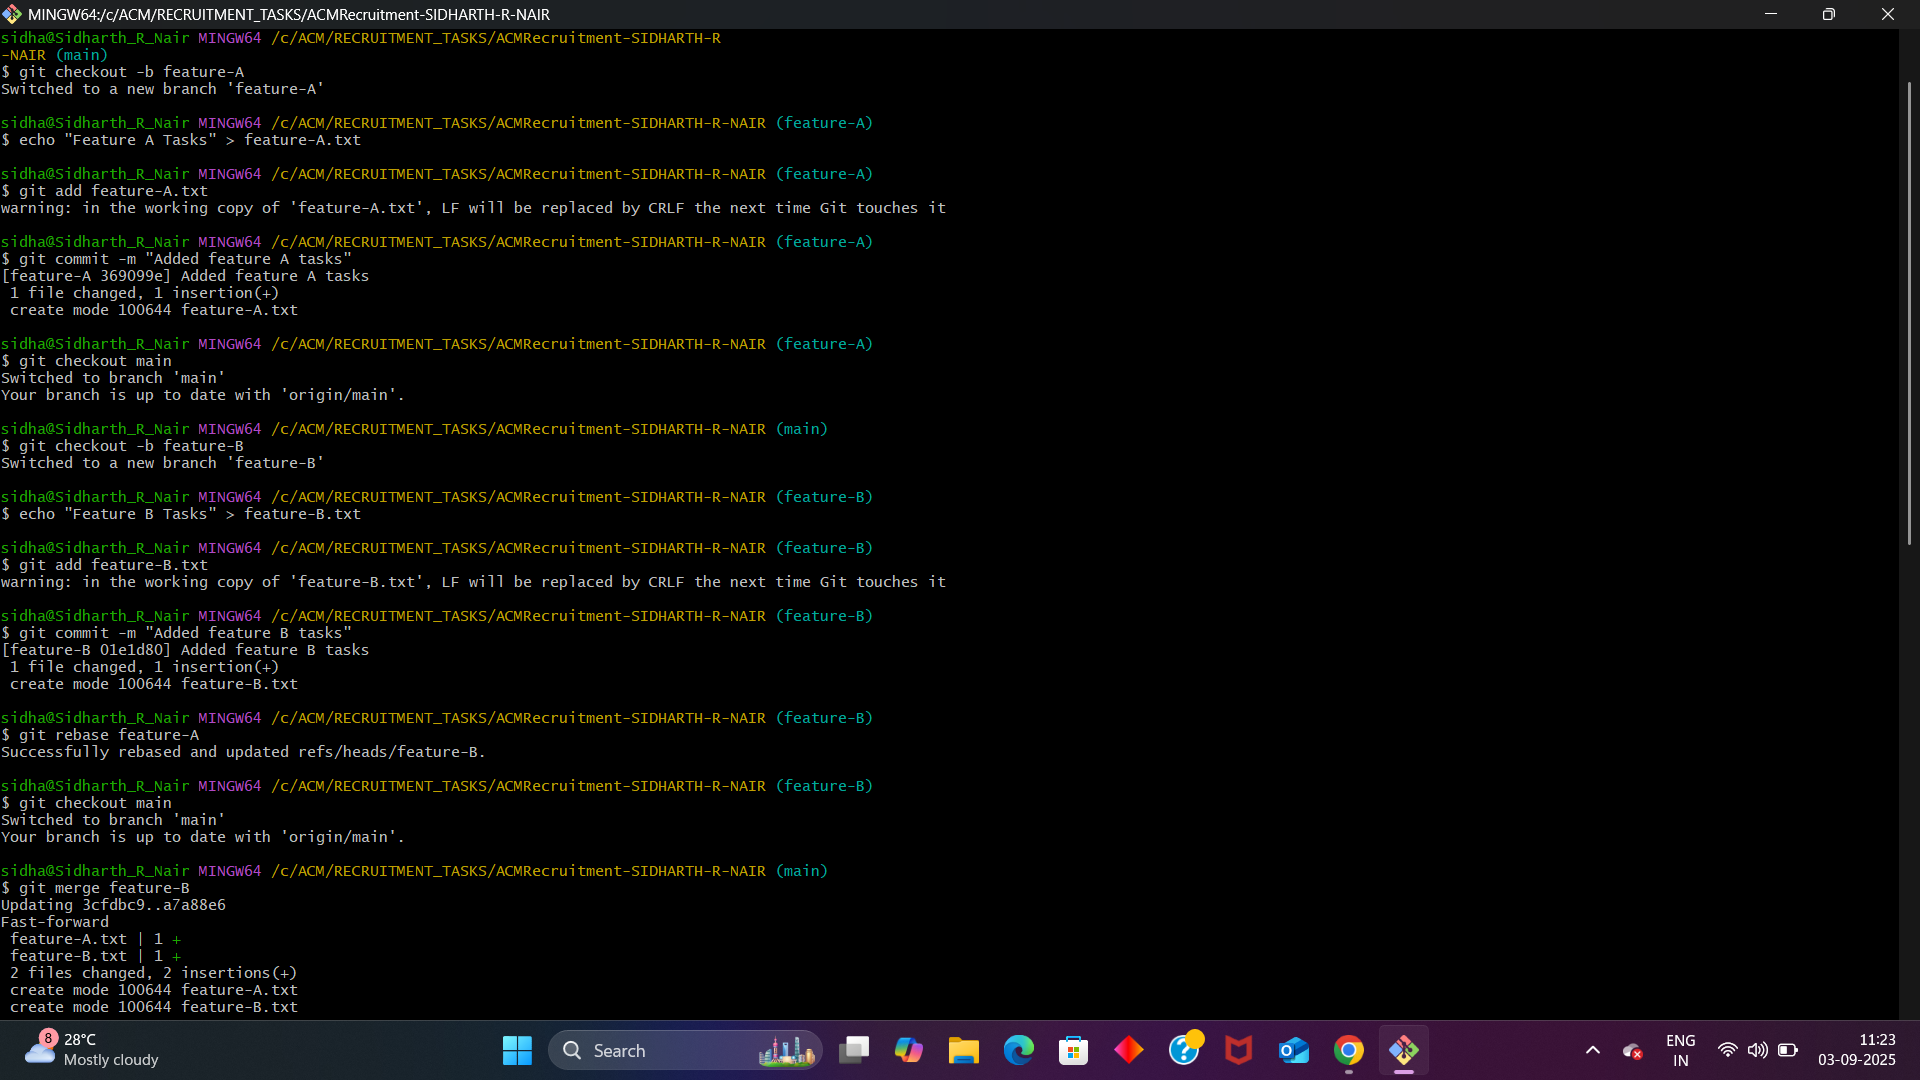 MINGW64:/c/ACM/RECRUITMENT_TASKS/ACMRecruitment-SIDHARTH-R-NAIR
sidha@Sidharth_R_Nair MINGW64 /c/ACM/RECRUITMENT_TASKS/ACMRecruitment-SIDHARTH-R
-NAIR (main)
$ git checkout -b feature-A
Switched to a new branch 'feature-A'
sidha@Sidharth_R_Nair MINGW64 /c/ACM/RECRUITMENT_TASKS/ACMRecruitment-SIDHARTH-R-NAIR (feature-A)
$ echo "Feature A Tasks" > feature-A.txt
sidha@Sidharth_R_Nair MINGW64 /c/ACM/RECRUITMENT_TASKS/ACMRecruitment-SIDHARTH-R-NAIR (feature-A)
$ git add feature-A.txt
warning: in the working copy of 'feature-A.txt', LF will be replaced by CRLF the next time Git touches it
sidha@Sidharth_R_Nair MINGW64 /c/ACM/RECRUITMENT_TASKS/ACMRecruitment-SIDHARTH-R-NAIR (feature-A)
$ git commit -m "Added feature A tasks"
[feature-A 369099e] Added feature A tasks
1 file changed, 1 insertion(+)
create mode 100644 feature-A.txt
sidha@Sidharth_R_Nair MINGW64 /c/ACM/RECRUITMENT_TASKS/ACMRecruitment-SIDHARTH-R-NAIR (feature-A)
$ git checkout main
Switched to branch 'main'
Your branch is up to date with 'origin/main'.
sidha@Sidharth_R_Nair MINGW64 /c/ACM/RECRUITMENT_TASKS/ACMRecruitment-SIDHARTH-R-NAIR (main)
$ git checkout -b feature-B
Switched to a new branch 'feature-B'
sidha@Sidharth_R_Nair MINGW64 /c/ACM/RECRUITMENT_TASKS/ACMRecruitment-SIDHARTH-R-NAIR (feature-B)
$ echo "Feature B Tasks" > feature-B.txt
sidha@Sidharth_R_Nair MINGW64 /c/ACM/RECRUITMENT_TASKS/ACMRecruitment-SIDHARTH-R-NAIR (feature-B)
$ git add feature-B.txt
warning: in the working copy of 'feature-B.txt', LF will be replaced by CRLF the next time Git touches it
sidha@Sidharth_R_Nair MINGW64 /c/ACM/RECRUITMENT_TASKS/ACMRecruitment-SIDHARTH-R-NAIR (feature-B)
$ git commit -m "Added feature B tasks"
[feature-B 01e1d80] Added feature B tasks
1 file changed, 1 insertion(+)
create mode 100644 feature-B.txt
sidha@Sidharth_R_Nair MINGW64 /c/ACM/RECRUITMENT_TASKS/ACMRecruitment-SIDHARTH-R-NAIR (feature-B)
$ git rebase feature-A
Successfully rebased and updated refs/heads/feature-B.
sidha@Sidharth_R_Nair MINGW64 /c/ACM/RECRUITMENT_TASKS/ACMRecruitment-SIDHARTH-R-NAIR (feature-B)
$ git checkout main
Switched to branch 'main'
Your branch is up to date with 'origin/main'.
sidha@Sidharth_R_Nair MINGW64 /c/ACM/RECRUITMENT_TASKS/ACMRecruitment-SIDHARTH-R-NAIR (main)
$ git merge feature-B
Updating 3cfdbc9..a7a88e6
Fast-forward
feature-A.txt | 1 +
feature-B.txt | 1 +
2 files changed, 2 insertions(+)
create mode 100644 feature-A.txt
create mode 100644 feature-B.txt
8
28°C
Mostly cloudy
Search
ENG
IN
11:23
03-09-2025